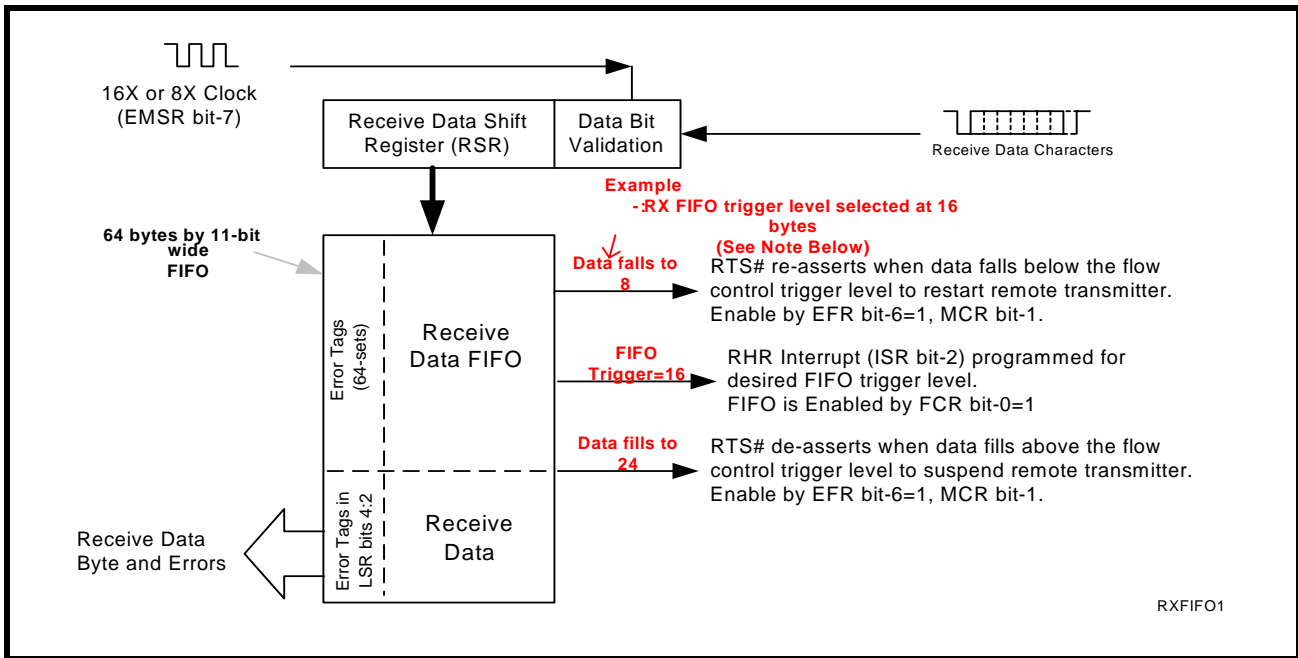 16X or 8X Clock
(EMSR bit-7)
Receive Data Shift
Register (RSR)
Data Bit
Validation
Receive Data Characters
Example
-:RX FIFO trigger level selected at 16
bytes
(See Note Below)
64 bytes by 11-bit
wide
FIFO
Data falls to
8
RTS# re-asserts when data falls below the flow
control trigger level to restart remote transmitter.
Enable by EFR bit-6=1, MCR bit-1.
Error Tags
(64-sets)
Receive
Data FIFO
FIFO
Trigger=16
RHR Interrupt (ISR bit-2) programmed for
desired FIFO trigger level.
FIFO is Enabled by FCR bit-0=1
Data fills to
24
RTS# de-asserts when data fills above the flow
control trigger level to suspend remote transmitter.
Enable by EFR bit-6=1, MCR bit-1.
Error Tags in
LSR bits 4:2
Receive
Data
Receive Data
Byte and Errors
RXFIFO1